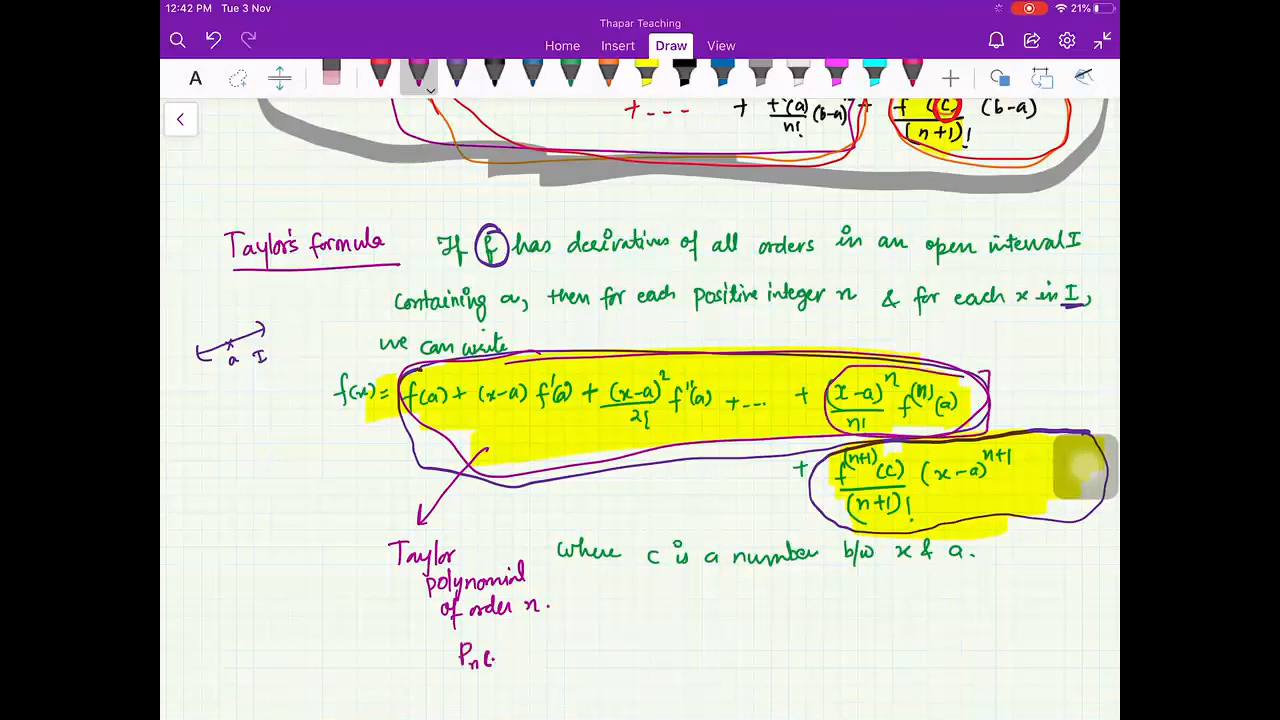 12:42 PM Tue 3 Nov
21%
Thapar Teaching
Home Insert Draw View
A
+ --- + (a) (b-a) + f (c) (b-a)
n! (n+1)!
Taylor's formula If f has derivatives of all orders in an open interval I
containing a, then for each positive integer n & for each x in I,
a I
we can write
f(x) = f(a) + (x-a) f'(a) + (x-a)²/2! f''(a) + --- + (x-a)ⁿ/n! f⁽ⁿ⁾(a)
+ f⁽ⁿ⁺¹⁾(c)/(n+1)! (x-a)ⁿ⁺¹
where c is a number b/w x & a.
Taylor
polynomial
of order n.
Pₙ(